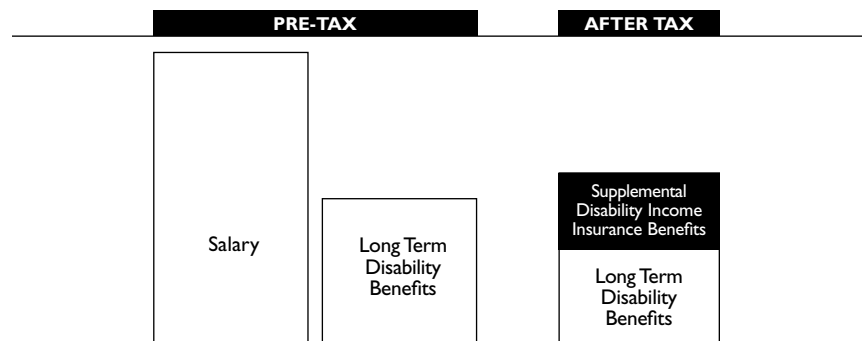 PRE-TAX
AFTER TAX
Salary
Long Term
Disability
Benefits
Supplemental
Disability Income
Insurance Benefits
Long Term
Disability
Benefits